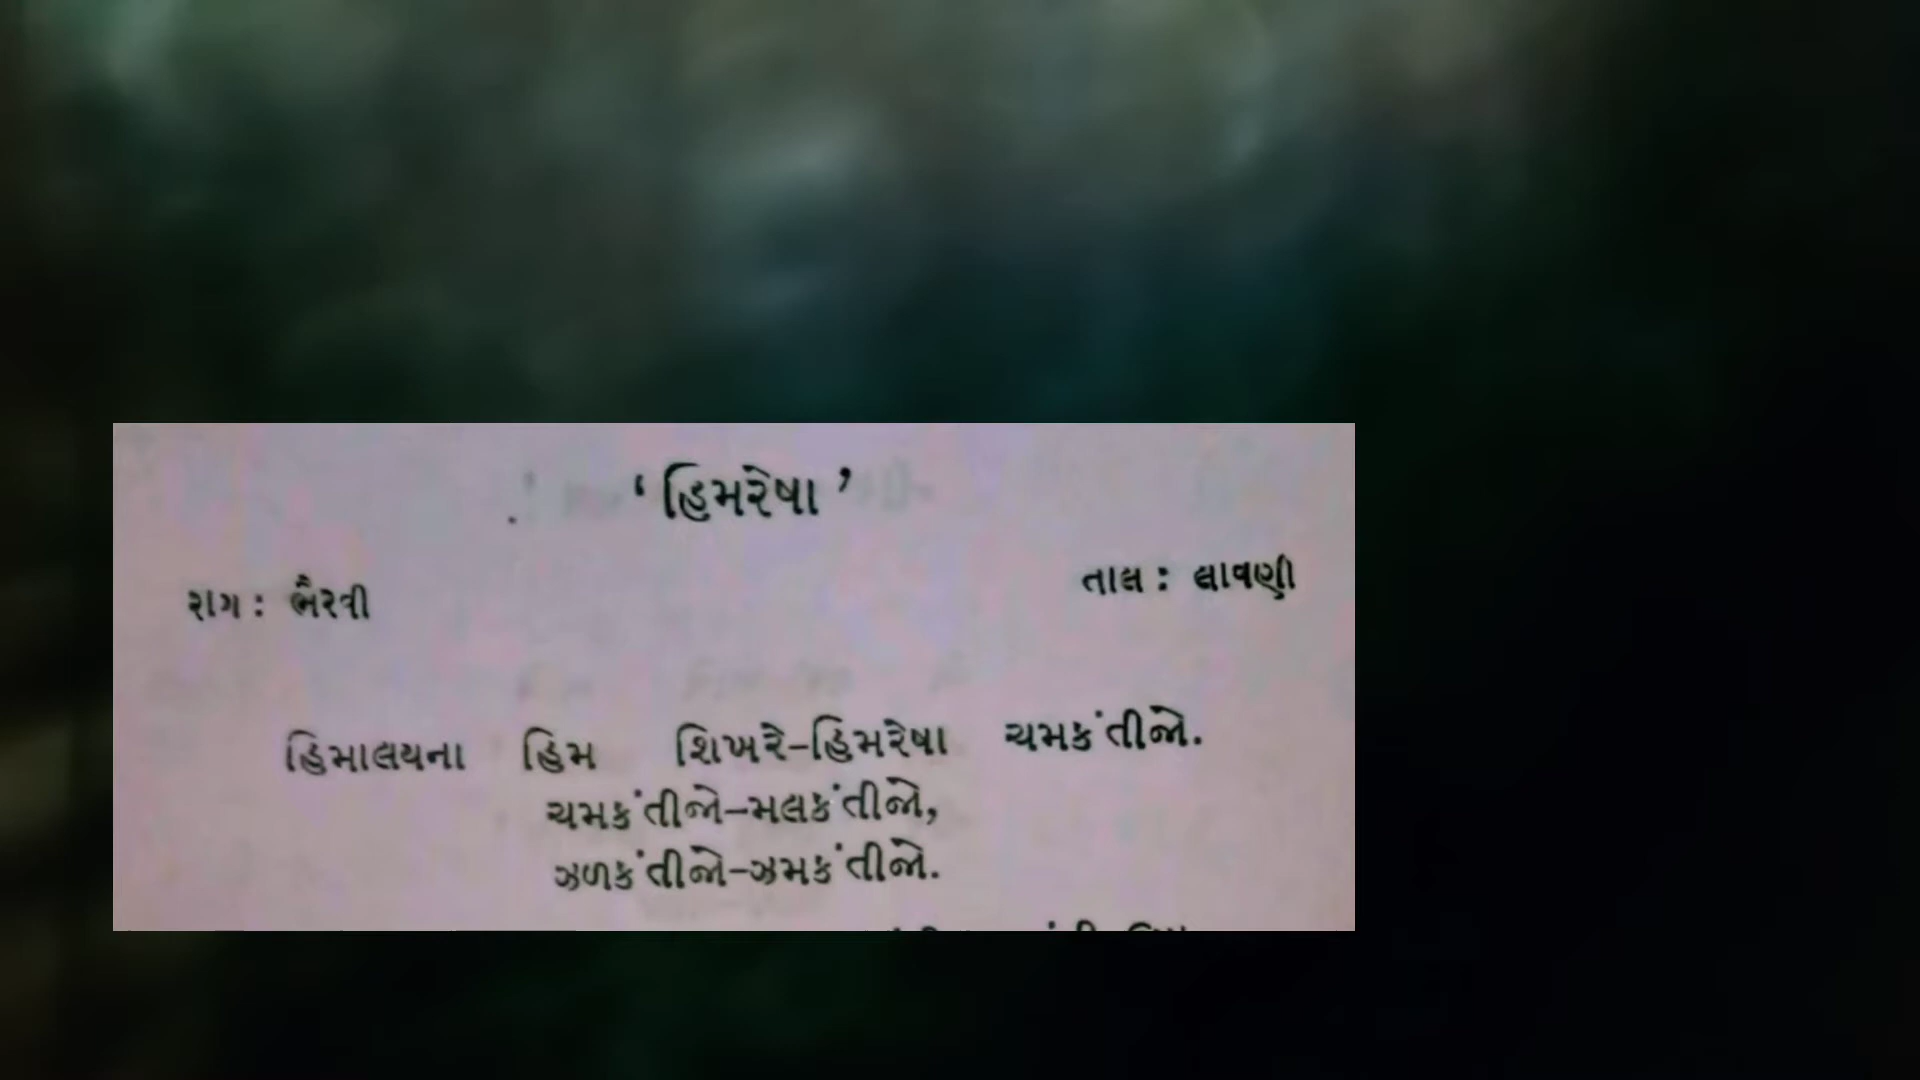 ‘ હિમરેષા ’
રાગ : ભૈરવી
તાલ : લાવણી
હિમાલયના હિમ શિખરે–હિમરેષા ચમકંતીજો.
ચમકંતીજો–મલકંતીજો,
ઝળકંતીજો–ઝમકંતીજો.